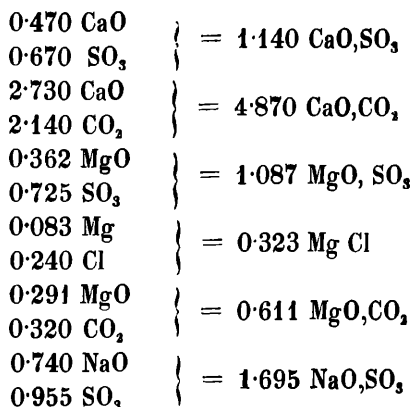 0·470 CaO
0·670 SO₃ } = 1·140 CaO,SO₃
2·730 CaO
2·140 CO₂ } = 4·870 CaO,CO₂
0·362 MgO
0·725 SO₃ } = 1·087 MgO, SO₃
0·083 Mg
0·240 Cl } = 0·323 Mg Cl
0·291 MgO
0·320 CO₂ } = 0·611 MgO,CO₂
0·740 NaO
0·955 SO₃ } = 1·695 NaO,SO₃